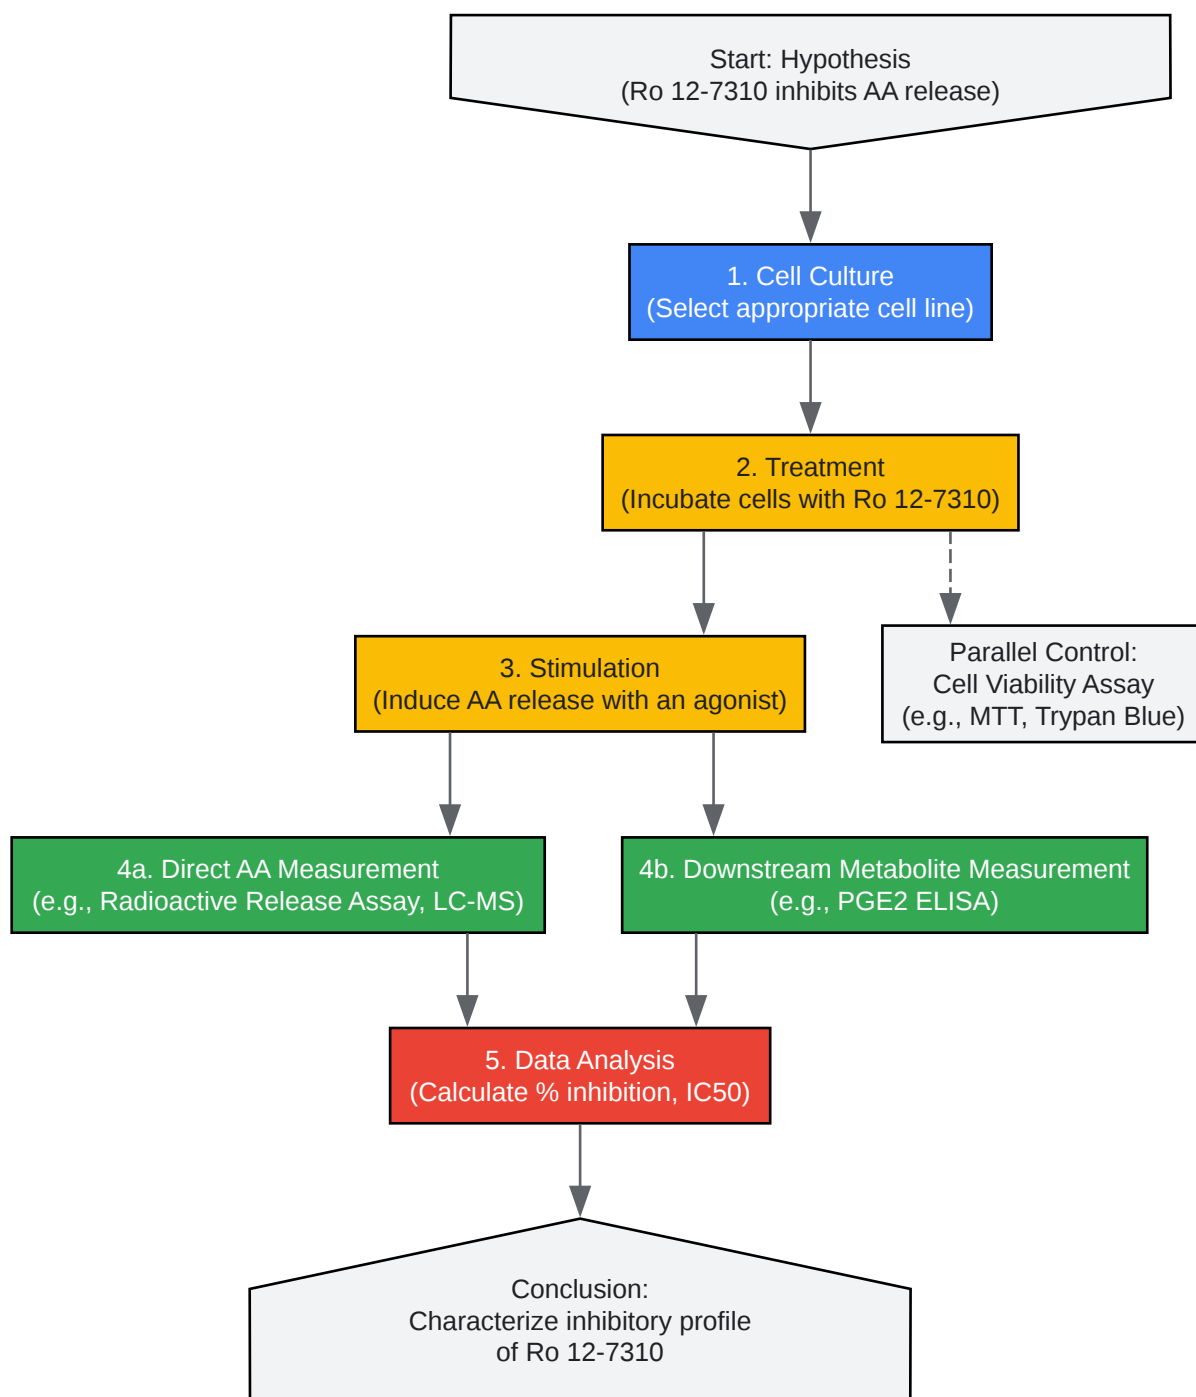 Start: Hypothesis
(Ro 12-7310 inhibits AA release)
1. Cell Culture
(Select appropriate cell line)
2. Treatment
(Incubate cells with Ro 12-7310)
3. Stimulation
(Induce AA release with an agonist)
Parallel Control:
Cell Viability Assay
(e.g., MTT, Trypan Blue)
4a. Direct AA Measurement
(e.g., Radioactive Release Assay, LC-MS)
4b. Downstream Metabolite Measurement
(e.g., PGE2 ELISA)
5. Data Analysis
(Calculate % inhibition, IC50)
Conclusion:
Characterize inhibitory profile
of Ro 12-7310